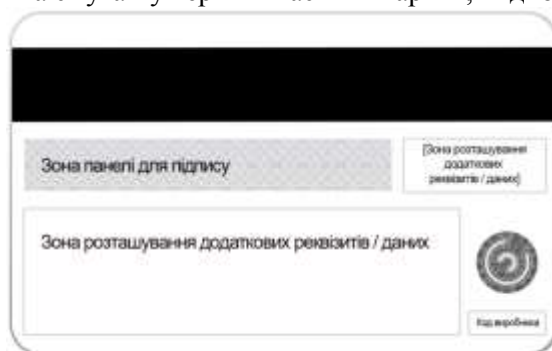 Зона панелі для підпису
[Зона розташування
додаткових
реквізитів / даних]
Зона розташування додаткових реквізитів / даних
Код виробника